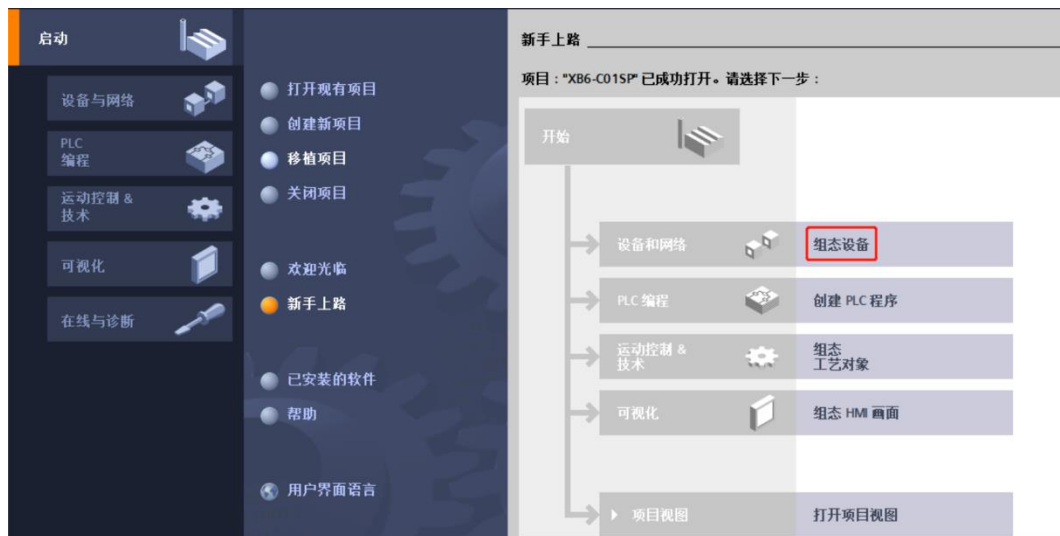 启动
设备与网络
PLC
编程
运动控制 &
技术
可视化
在线与诊断
打开现有项目
创建新项目
移植项目
关闭项目
欢迎光临
新手上路
已安装的软件
帮助
用户界面语言
新手上路
项目："XB6-C01SP" 已成功打开。请选择下一步：
开始
设备和网络
组态设备
PLC 编程
创建 PLC 程序
运动控制 &
技术
组态
工艺对象
可视化
组态 HMI 画面
项目视图
打开项目视图